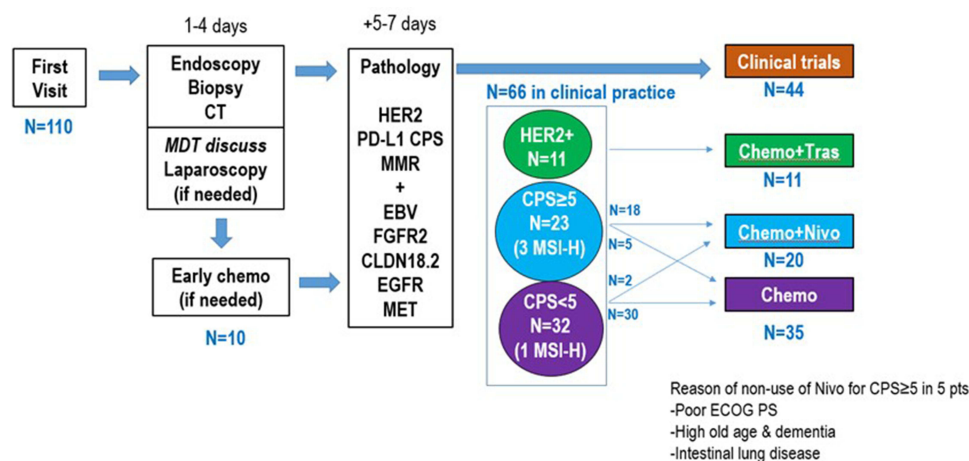 1-4 days
+5-7 days
First
Visit
N=110
Endoscopy
Biopsy
CT
MDT discuss
Laparoscopy
(if needed)
Early chemo
(if needed)
N=10
Pathology
HER2
PD-L1 CPS
MMR
+
EBV
FGFR2
CLDN18.2
EGFR
MET
N=66 in clinical practice
HER2+
N=11
CPS≥5
N=23
(3 MSI-H)
CPS<5
N=32
(1 MSI-H)
N=18
N=5
N=2
N=30
Clinical trials
N=44
Chemo+Tras
N=11
Chemo+Nivo
N=20
Chemo
N=35
Reason of non-use of Nivo for CPS≥5 in 5 pts
-Poor ECOG PS
-High old age & dementia
-Intestinal lung disease